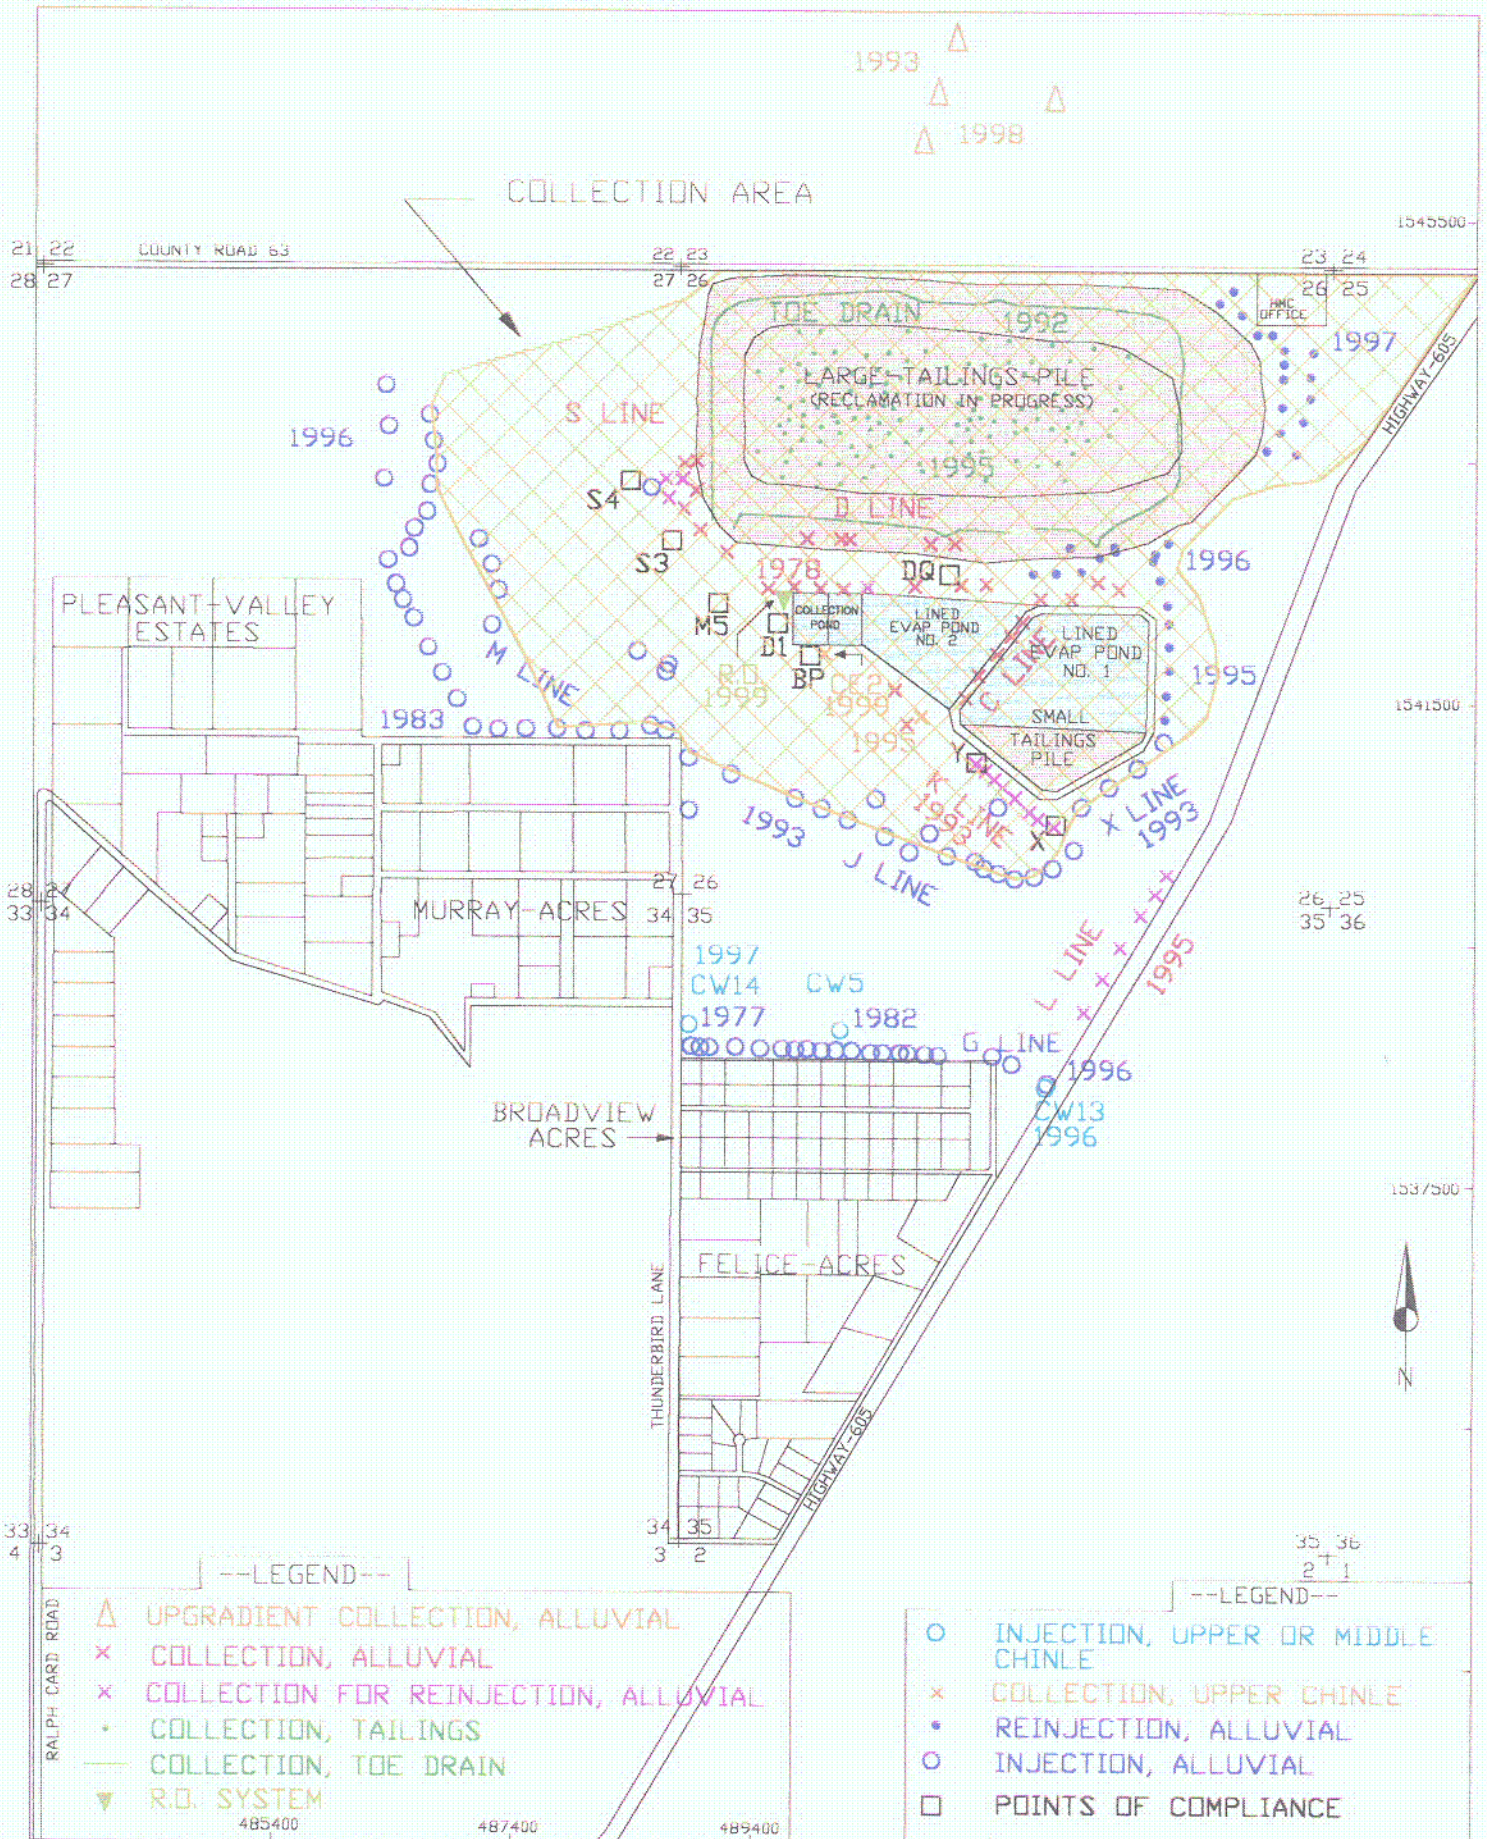 1993
1998
COLLECTION AREA
1545500
21 22
COUNTY ROAD 63
22 23
23 24
28 27
27 26
26 25
HMC
OFFICE
TOE DRAIN
1992
1997
LARGE-TAILINGS-PILE
(RECLAMATION IN PROGRESS)
HIGHWAY-605
S LINE
1996
1995
S4
D LINE
S3
1996
1978
DQ
PLEASANT-VALLEY
ESTATES
M5
COLLECTION
POND
LINED
EVAP POND
NO. 2
LINED
EVAP POND
NO. 1
D1
BP
C LINE
M LINE
R.O.
1999
CE2
1999
1995
1995
1541500
SMALL
TAILINGS
PILE
1983
Y
K LINE
1993
X
X LINE
1993
1993
J LINE
28 27
33 34
27 26
34 35
MURRAY-ACRES
26 25
35 36
L LINE
1995
1997
CW14
CW5
1977
1982
G LINE
1996
CW13
1996
BROADVIEW
ACRES
1537500
FELICE-ACRES
THUNDERBIRD LANE
HIGHWAY-605
N
33 34
4 3
34 35
3 2
35 36
2 1
RALPH CARD ROAD
--LEGEND--
UPGRADIENT COLLECTION, ALLUVIAL
COLLECTION, ALLUVIAL
COLLECTION FOR REINJECTION, ALLUVIAL
COLLECTION, TAILINGS
COLLECTION, TOE DRAIN
R.O. SYSTEM
485400
487400
489400
--LEGEND--
INJECTION, UPPER OR MIDDLE
CHINLE
COLLECTION, UPPER CHINLE
REINJECTION, ALLUVIAL
INJECTION, ALLUVIAL
POINTS OF COMPLIANCE